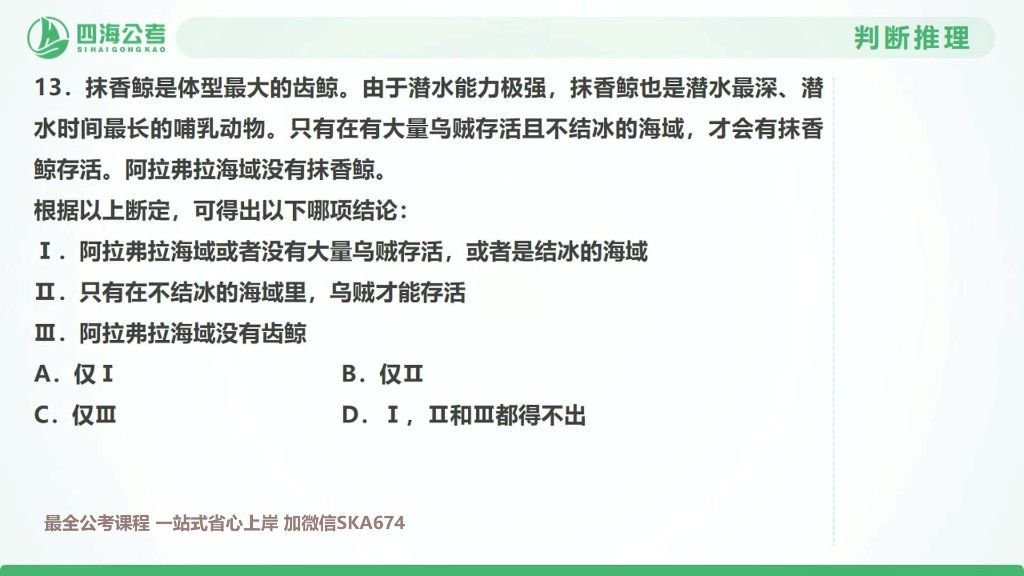 四海公考
SIHAIGONGKAO
判断推理
13．抹香鲸是体型最大的齿鲸。由于潜水能力极强，抹香鲸也是潜水最深、潜
水时间最长的哺乳动物。只有在有大量乌贼存活且不结冰的海域，才会有抹香
鲸存活。阿拉弗拉海域没有抹香鲸。
根据以上断定，可得出以下哪项结论：
Ⅰ．阿拉弗拉海域或者没有大量乌贼存活，或者是结冰的海域
Ⅱ．只有在不结冰的海域里，乌贼才能存活
Ⅲ．阿拉弗拉海域没有齿鲸
A．仅Ⅰ B．仅Ⅱ
C．仅Ⅲ D．Ⅰ，Ⅱ和Ⅲ都得不出
最全公考课程 一站式省心上岸 加微信SKA674